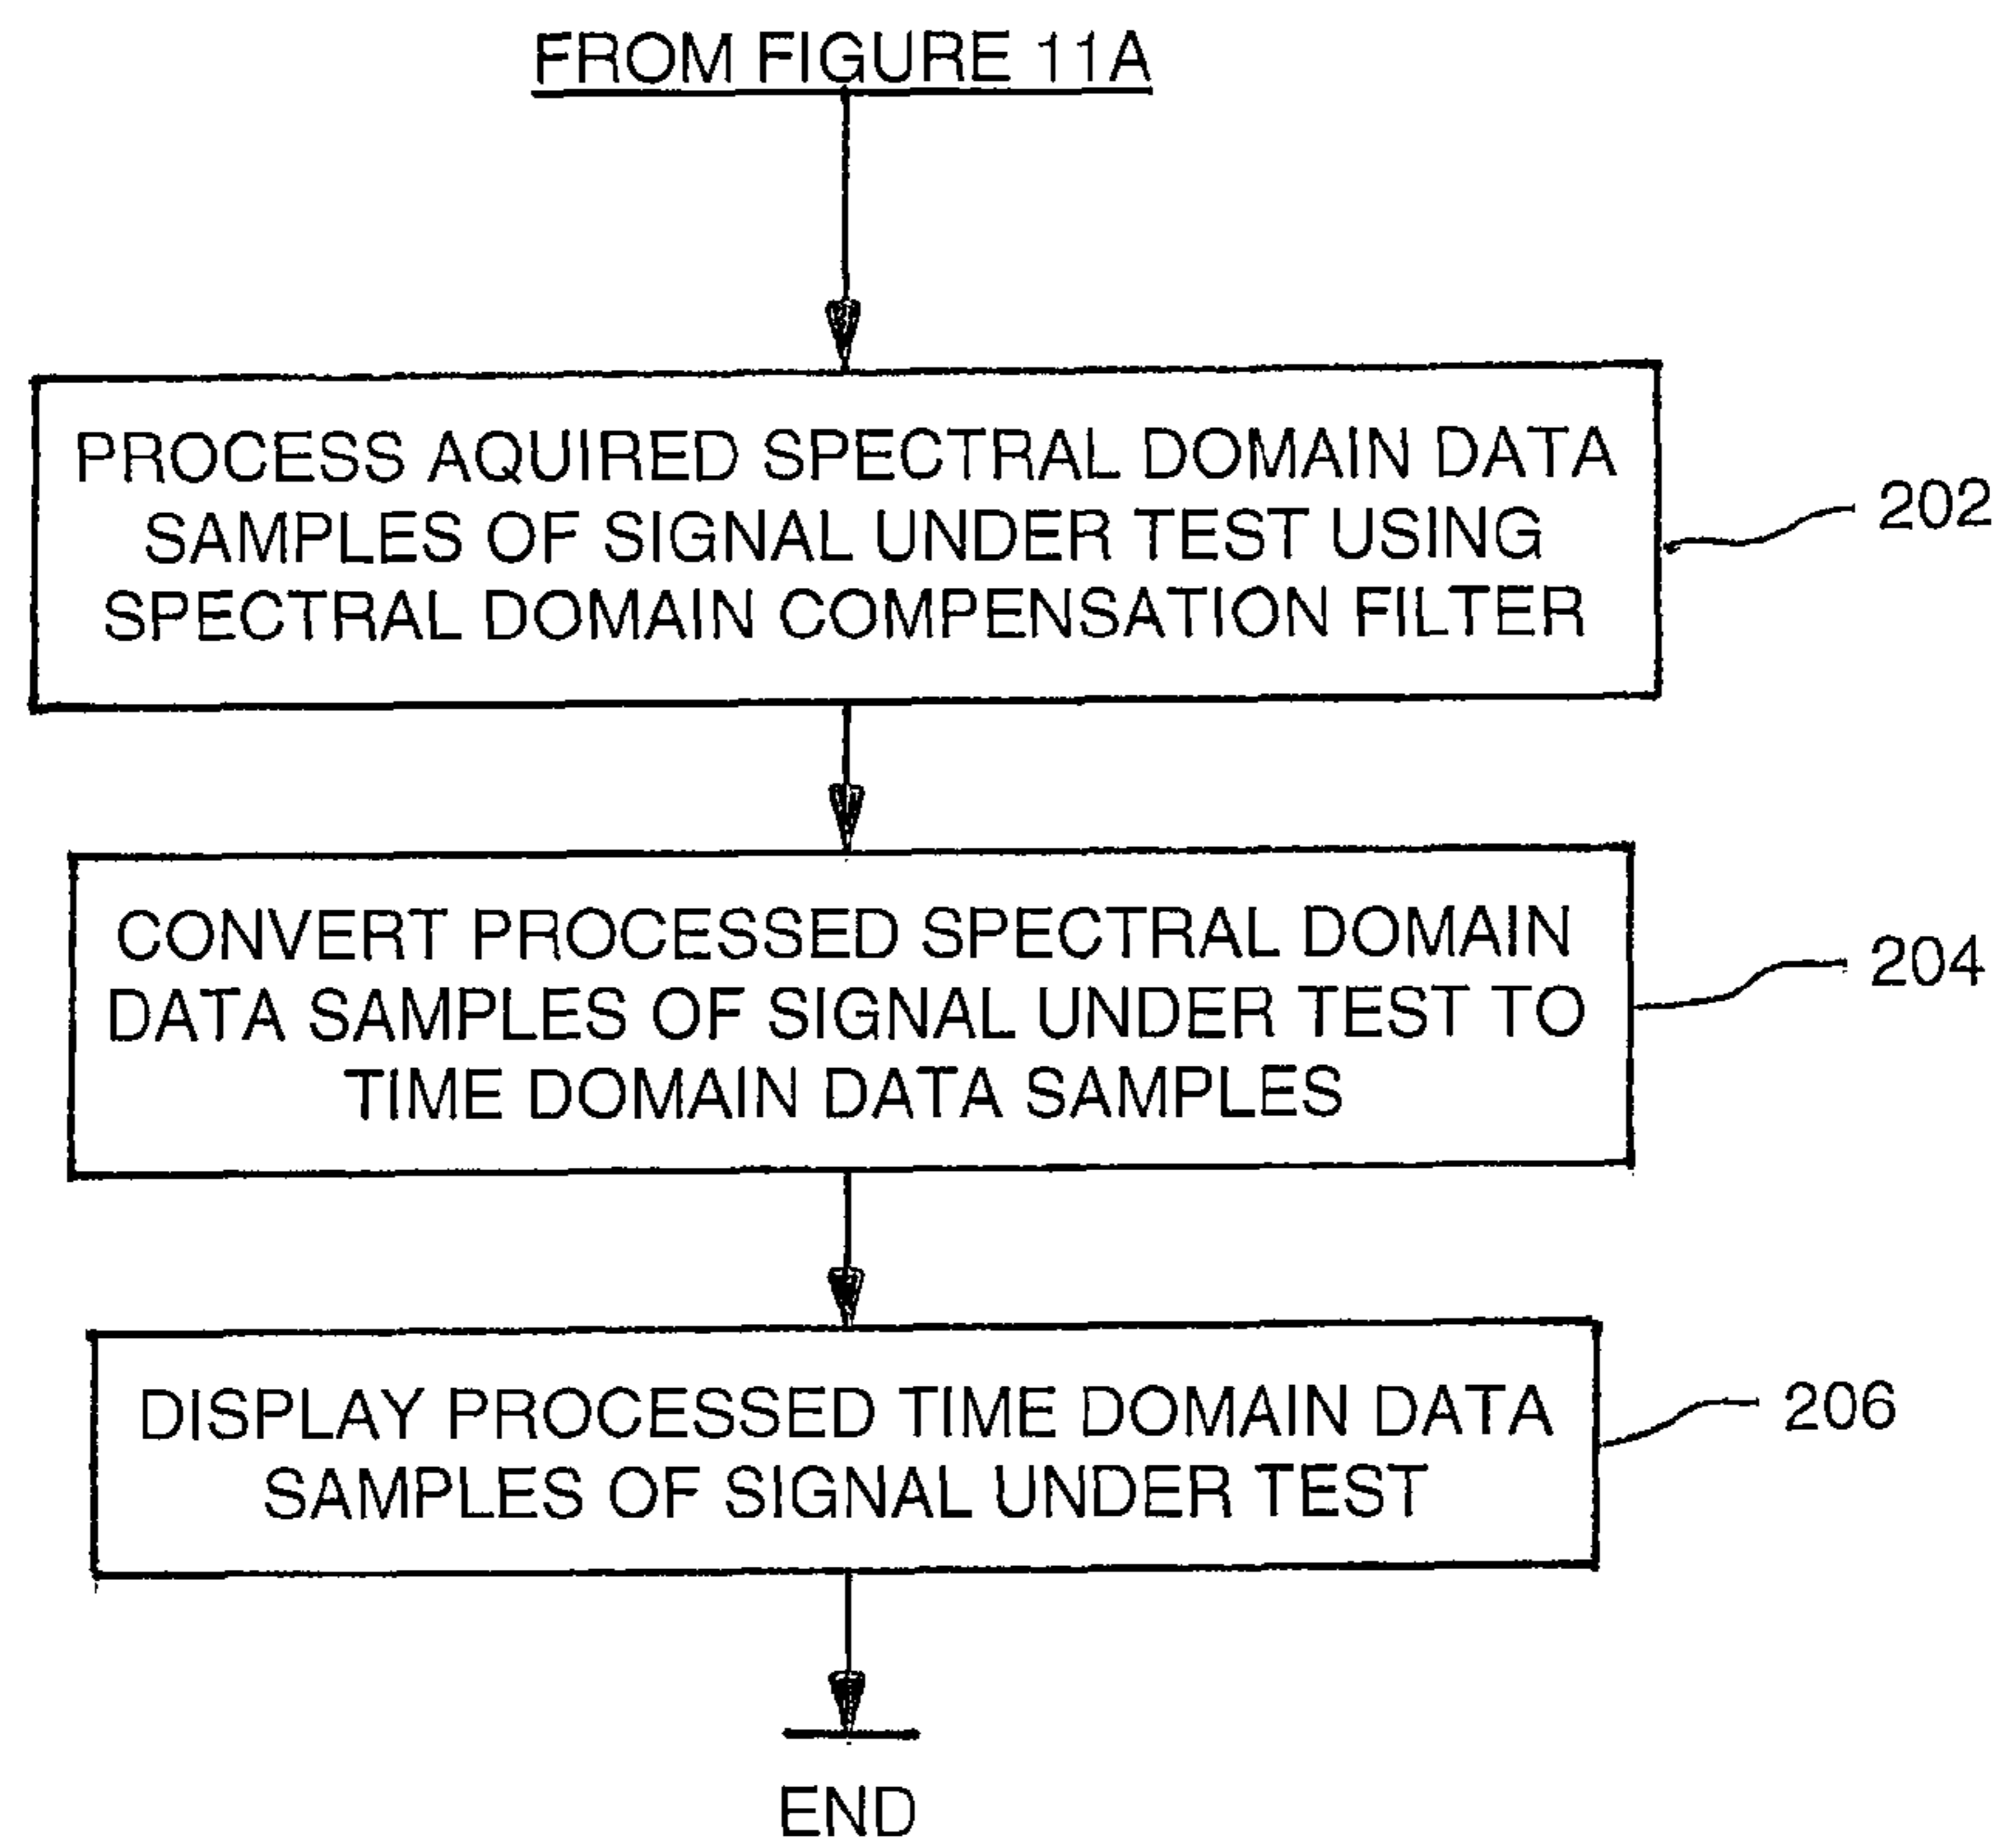 FROM FIGURE 11A
PROCESS AQUIRED SPECTRAL DOMAIN DATA
SAMPLES OF SIGNAL UNDER TEST USING
SPECTRAL DOMAIN COMPENSATION FILTER
202
CONVERT PROCESSED SPECTRAL DOMAIN
DATA SAMPLES OF SIGNAL UNDER TEST TO
TIME DOMAIN DATA SAMPLES
204
DISPLAY PROCESSED TIME DOMAIN DATA
SAMPLES OF SIGNAL UNDER TEST
206
END